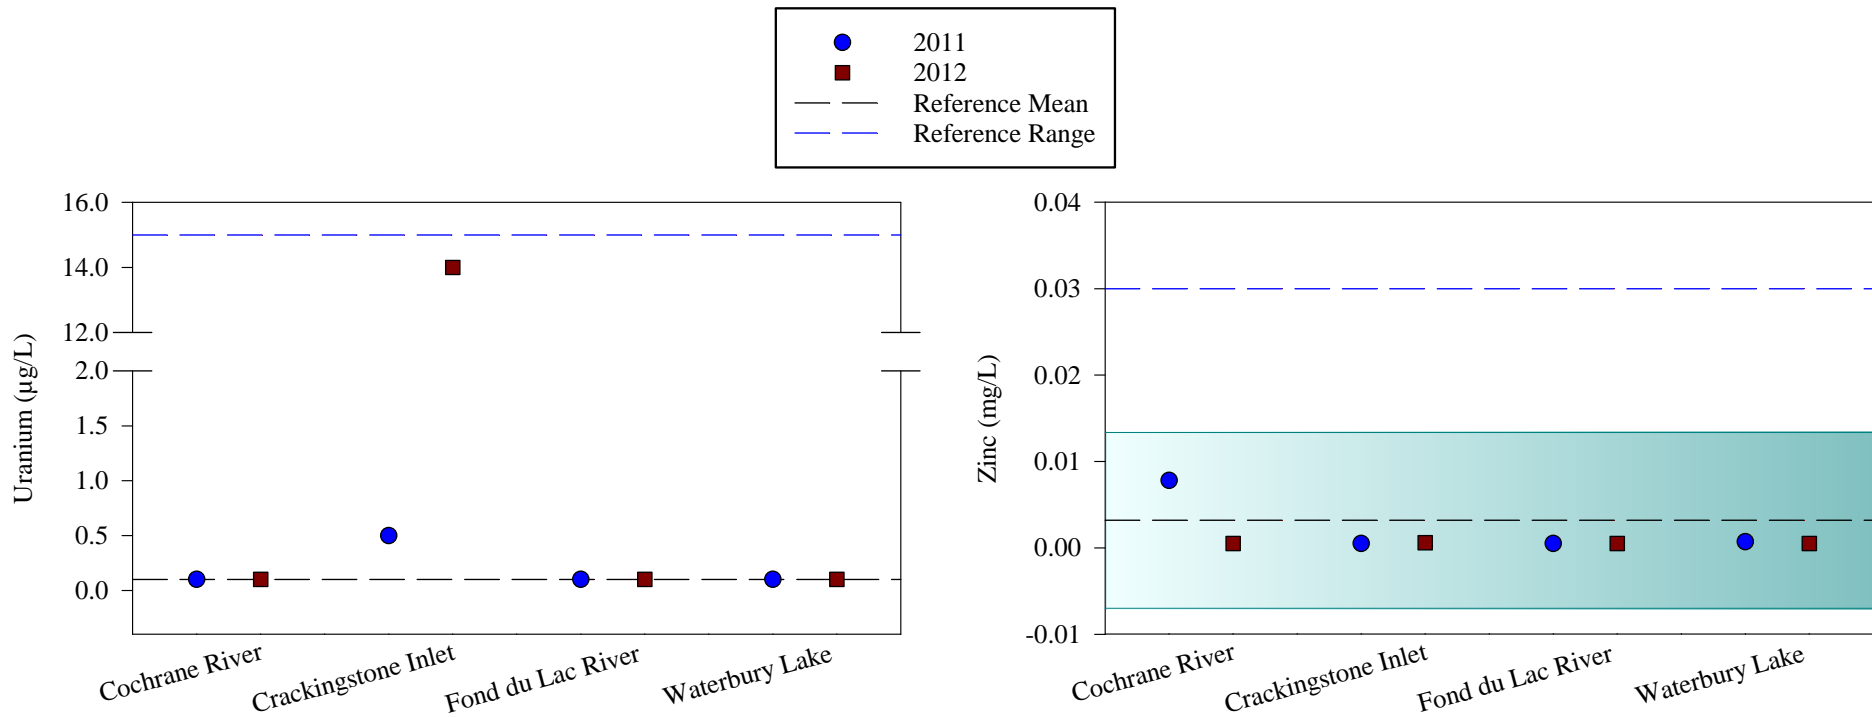 2011
2012
Reference Mean
Reference Range
Uranium (µg/L)
16.0
14.0
12.0
2.0
1.5
1.0
0.5
0.0
Cochrane River
Crackingstone Inlet
Fond du Lac River
Waterbury Lake
Zinc (mg/L)
0.04
0.03
0.02
0.01
0.00
-0.01
Cochrane River
Crackingstone Inlet
Fond du Lac River
Waterbury Lake